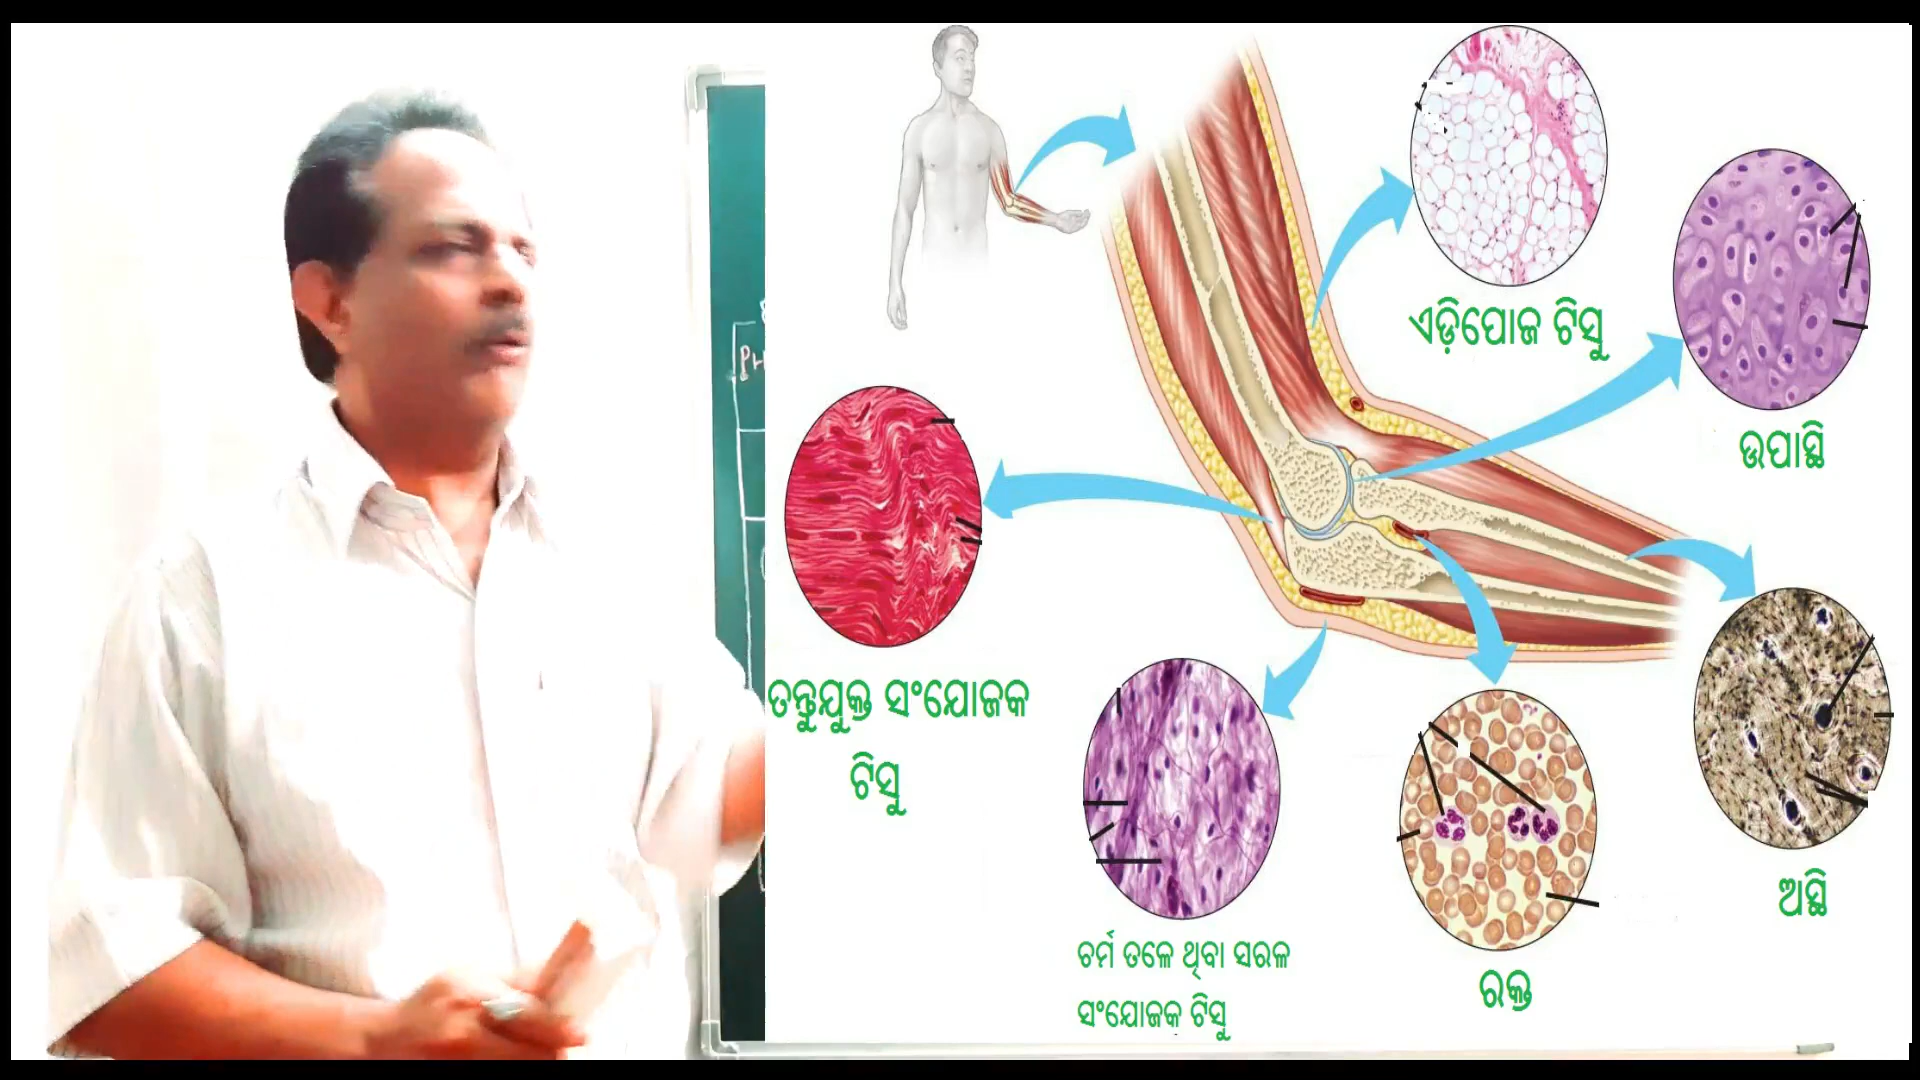 ଏଡ଼ିପୋଜ ଟିସୁ
ଉପାସ୍ଥି
ତନ୍ତୁଯୁକ୍ତ ସଂଯୋଜକ
ଟିସୁ
ଅସ୍ଥି
ଚର୍ମ ତଳେ ଥିବା ସରଳ
ସଂଯୋଜକ ଟିସୁ
ରକ୍ତ